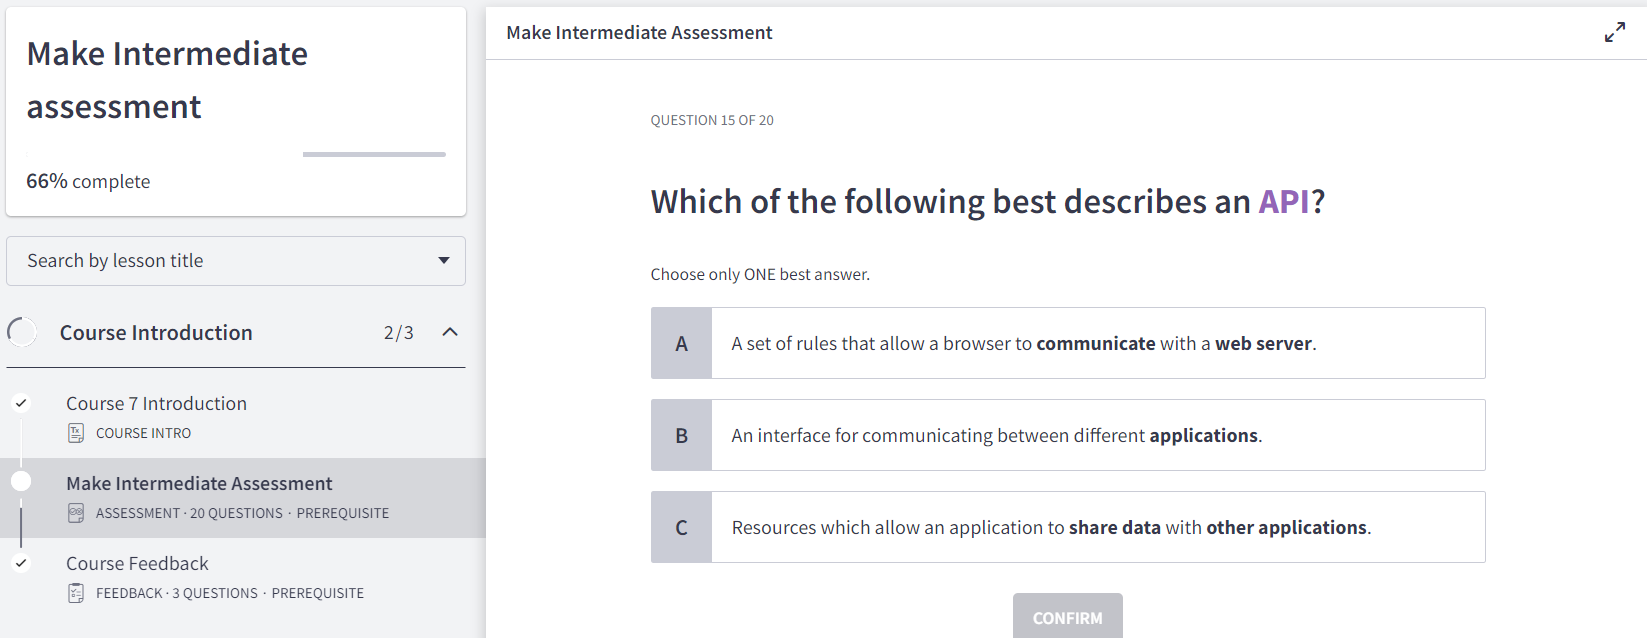 Make Intermediate
assessment
66% complete
Search by lesson title
Course Introduction 2/3
Course 7 Introduction
COURSE INTRO
Make Intermediate Assessment
ASSESSMENT · 20 QUESTIONS · PREREQUISITE
Course Feedback
FEEDBACK · 3 QUESTIONS · PREREQUISITE
Make Intermediate Assessment
QUESTION 15 OF 20
Which of the following best describes an API?
Choose only ONE best answer.
A A set of rules that allow a browser to communicate with a web server.
B An interface for communicating between different applications.
C Resources which allow an application to share data with other applications.
CONFIRM